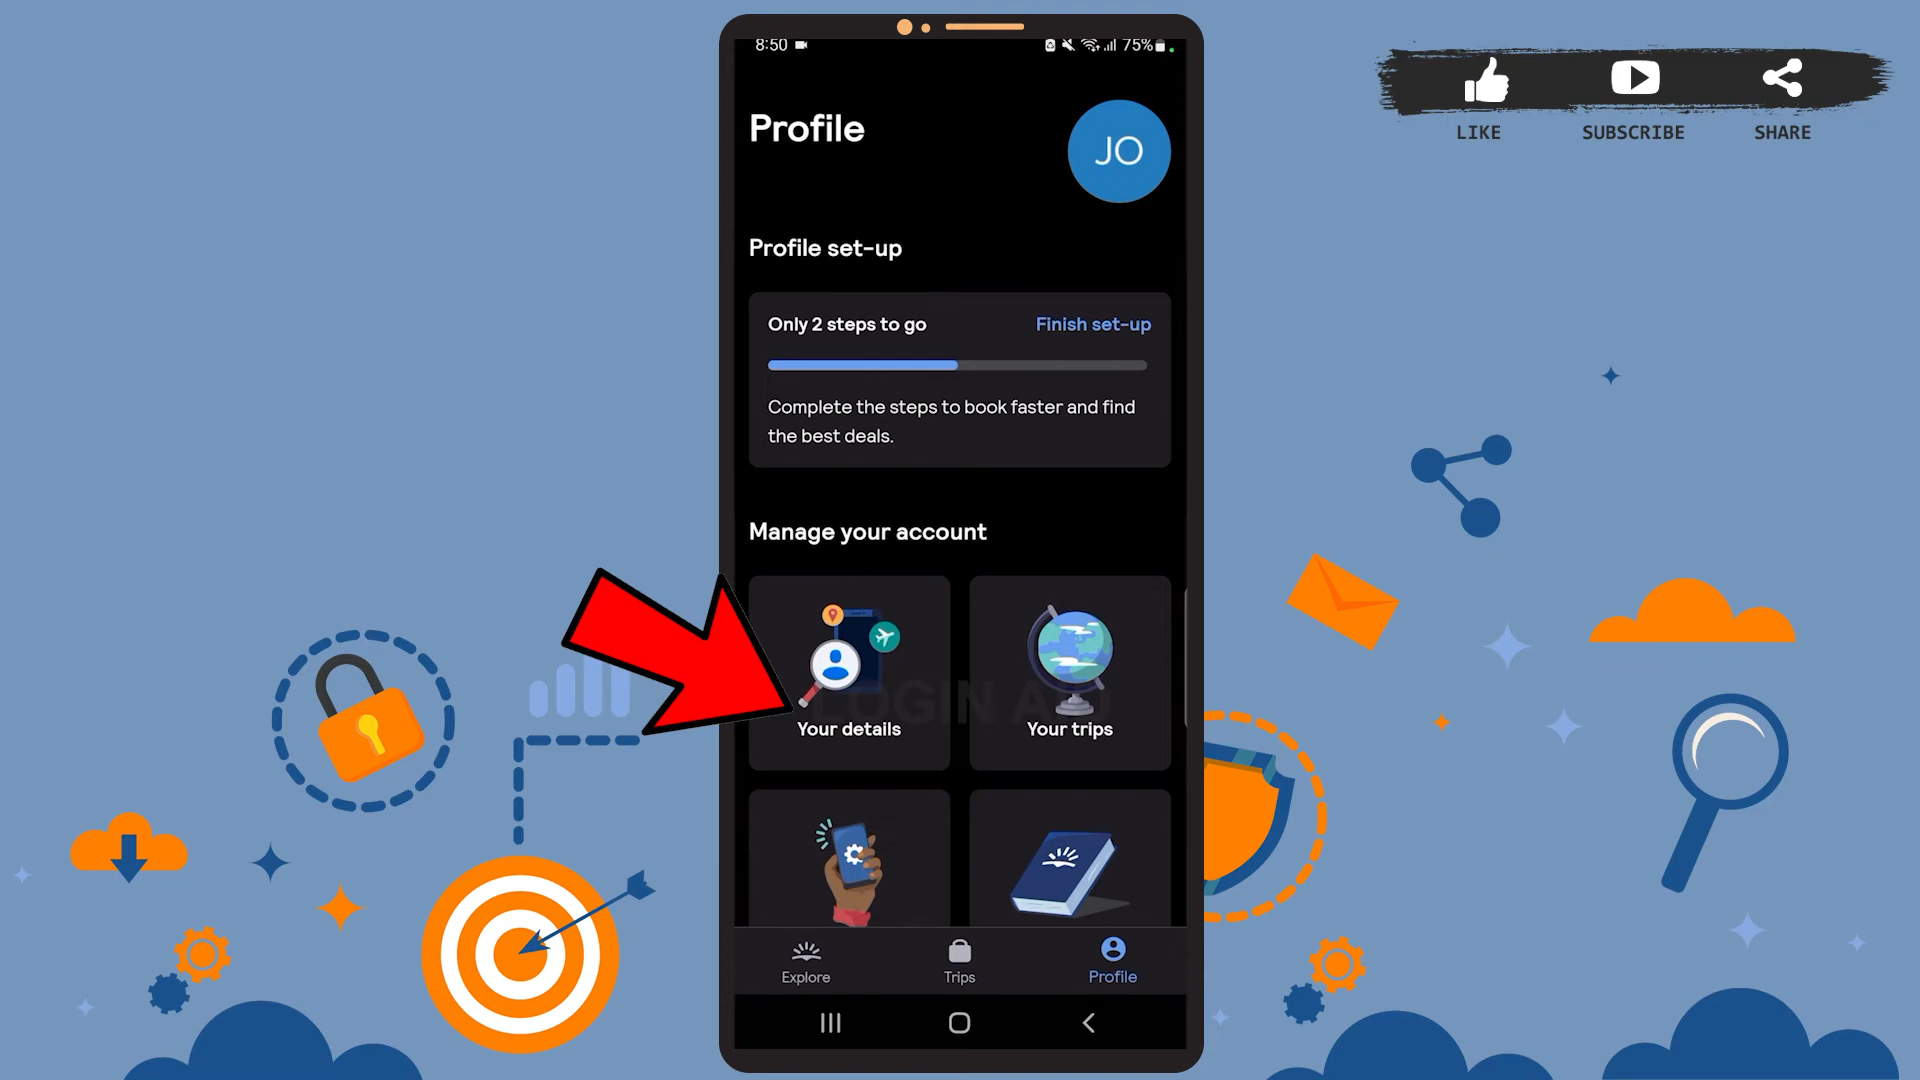 8:50
75%
Profile
JO
LIKE
SUBSCRIBE
SHARE
Profile set-up
Only 2 steps to go
Finish set-up
Complete the steps to book faster and find
the best deals.
Manage your account
Your details
Your trips
Explore
Trips
Profile